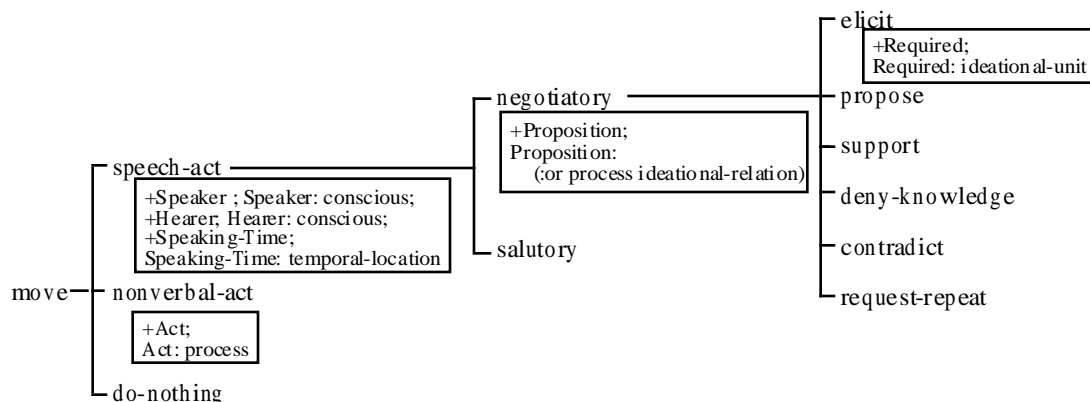 elicit
+Required;
Required: ideational-unit
negotiatory
propose
+Proposition;
Proposition:
(:or process ideational-relation)
support
speech-act
+Speaker ; Speaker: conscious;
+Hearer; Hearer: conscious;
+Speaking-Time;
Speaking-Time: temporal-location
deny-knowledge
salutory
contradict
move
nonverbal-act
request-repeat
+Act;
Act: process
do-nothing